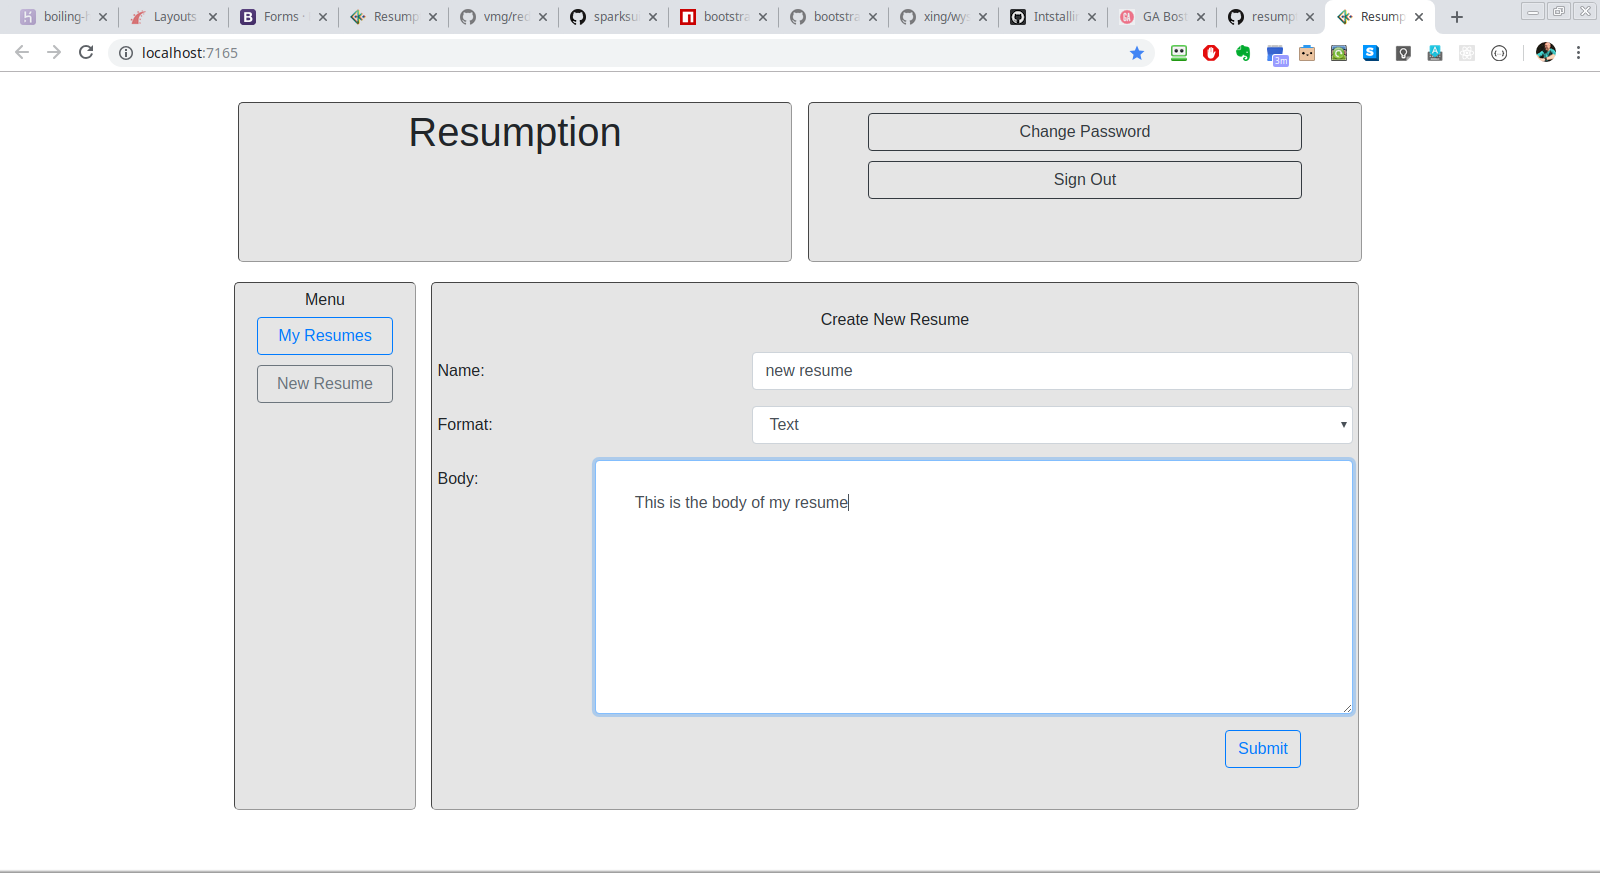 boiling-h
Layouts
Forms ·
Resump
vmg/red
sparksu
bootstra
bootstra
xing/wys
Intstallin
GA Bost
resump
Resump
localhost:7165
3m
Resumption
Change Password
Sign Out
Menu
My Resumes
New Resume
Create New Resume
Name:
new resume
Format:
Text
Body:
This is the body of my resume
Submit